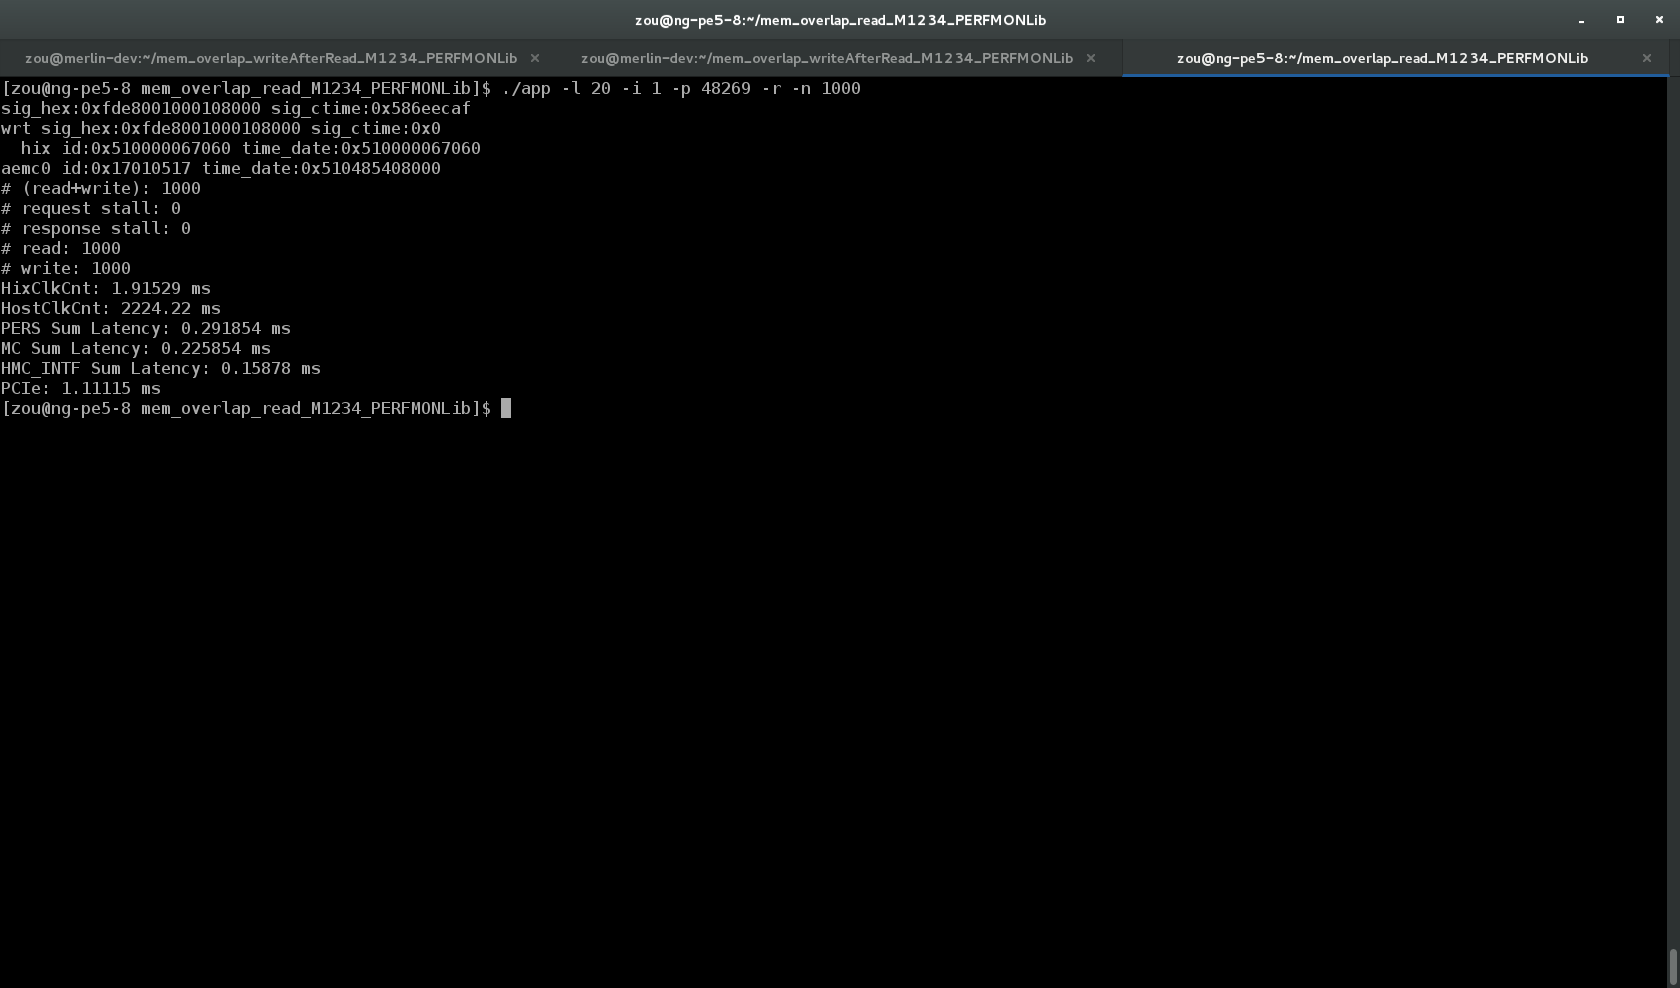 zou@ng-pe5-8:~/mem_overlap_read_M1234_PERFMONLib
zou@merlin-dev:~/mem_overlap_writeAfterRead_M1234_PERFMONLib
zou@merlin-dev:~/mem_overlap_writeAfterRead_M1234_PERFMONLib
zou@ng-pe5-8:~/mem_overlap_read_M1234_PERFMONLib
[zou@ng-pe5-8 mem_overlap_read_M1234_PERFMONLib]$ ./app -l 20 -i 1 -p 48269 -r -n 1000
sig_hex:0xfde8001000108000 sig_ctime:0x586eecaf
wrt sig_hex:0xfde8001000108000 sig_ctime:0x0
  hix id:0x510000067060 time_date:0x510000067060
aemc0 id:0x17010517 time_date:0x510485408000
# (read+write): 1000
# request stall: 0
# response stall: 0
# read: 1000
# write: 1000
HixClkCnt: 1.91529 ms
HostClkCnt: 2224.22 ms
PERS Sum Latency: 0.291854 ms
MC Sum Latency: 0.225854 ms
HMC_INTF Sum Latency: 0.15878 ms
PCIe: 1.11115 ms
[zou@ng-pe5-8 mem_overlap_read_M1234_PERFMONLib]$